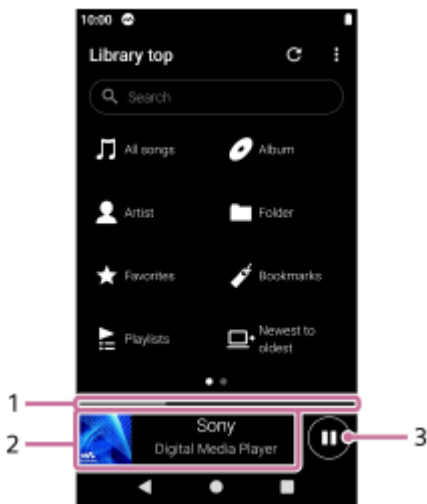 10:00
Library top
Search
All songs
Album
Artist
Folder
Favorites
Bookmarks
Playlists
Newest to
oldest
1
2
Sony
Digital Media Player
3